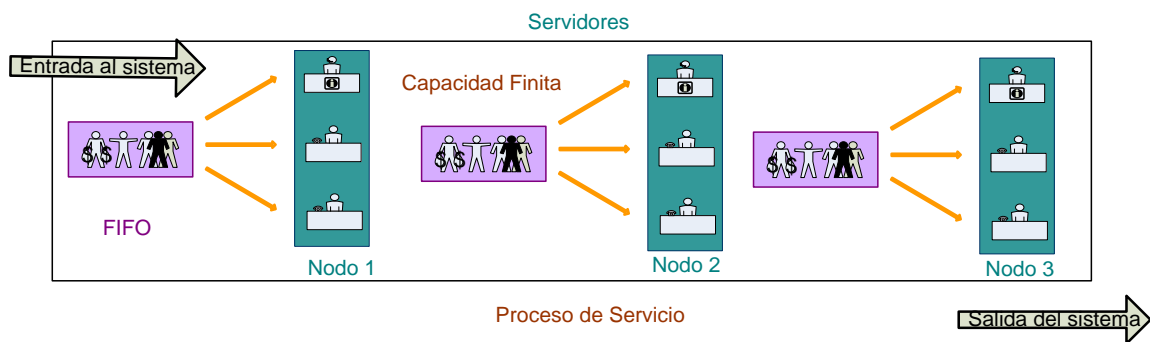 Servidores
Entrada al sistema
Capacidad Finita
$ $
$ $
$ $
FIFO
Nodo 1
Nodo 2
Nodo 3
Proceso de Servicio
Salida del sistema